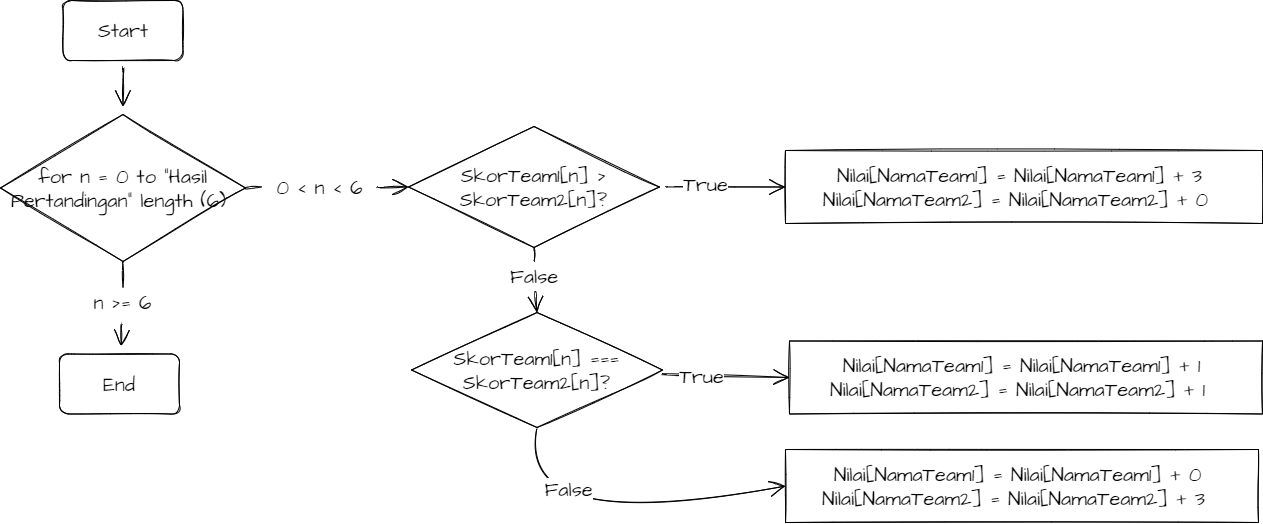 Start
for n = 0 to "Hasil
Pertandingan" length (6)
0 < n < 6
SkorTeam1[n] >
SkorTeam2[n]?
True
Nilai[NamaTeam1] = Nilai[NamaTeam1] + 3
Nilai[NamaTeam2] = Nilai[NamaTeam2] + 0
False
n >= 6
End
SkorTeam1[n] ===
SkorTeam2[n]?
True
Nilai[NamaTeam1] = Nilai[NamaTeam1] + 1
Nilai[NamaTeam2] = Nilai[NamaTeam2] + 1
False
Nilai[NamaTeam1] = Nilai[NamaTeam1] + 0
Nilai[NamaTeam2] = Nilai[NamaTeam2] + 3